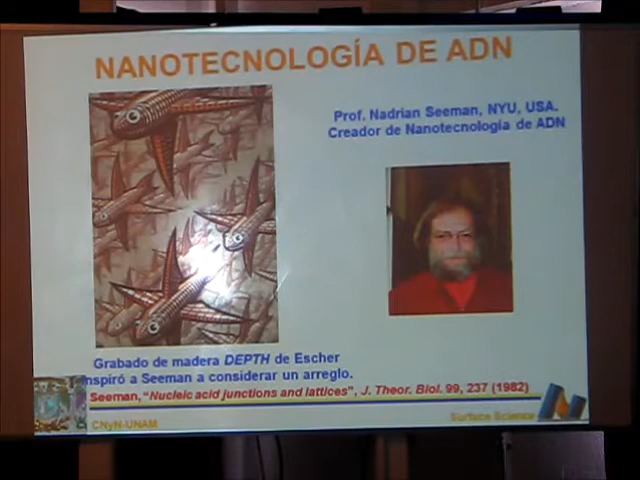 NANOTECNOLOGÍA DE ADN
Prof. Nadrian Seeman, NYU, USA.
Creador de Nanotecnología de ADN
Grabado de madera DEPTH de Escher
inspiró a Seeman a considerar un arreglo.
Seeman, "Nucleic acid junctions and lattices", J. Theor. Biol. 99, 237 (1982)
CNyN-UNAM
Surface Science